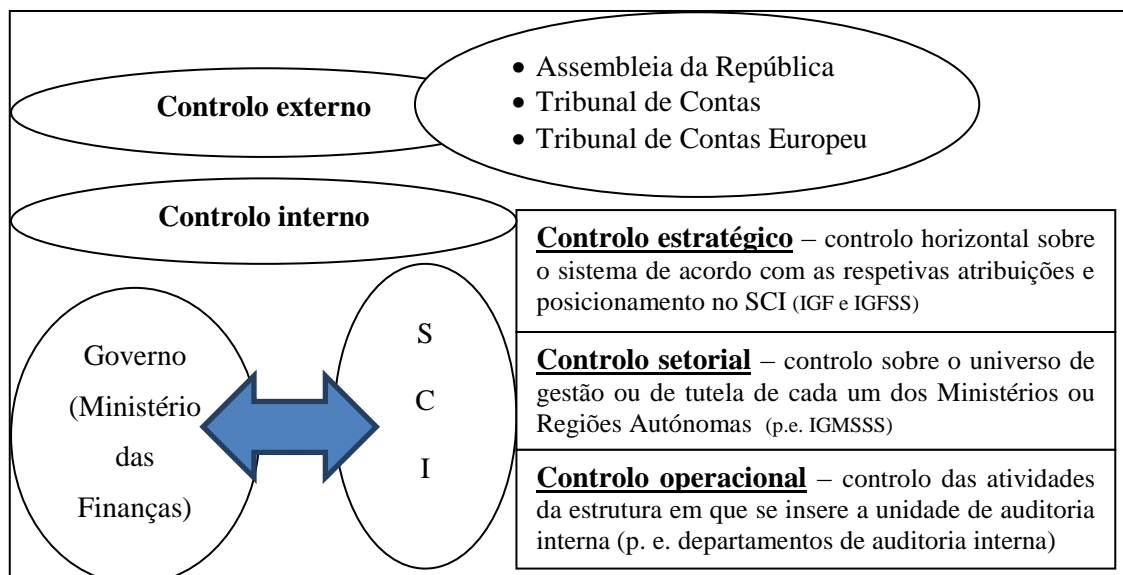 Controlo externo
• Assembleia da República
• Tribunal de Contas
• Tribunal de Contas Europeu
Controlo interno
Governo
(Ministério
das
Finanças)
S
C
I
Controlo estratégico – controlo horizontal sobre
o sistema de acordo com as respetivas atribuições e
posicionamento no SCI (IGF e IGFSS)
Controlo setorial – controlo sobre o universo de
gestão ou de tutela de cada um dos Ministérios ou
Regiões Autónomas (p.e. IGMSSS)
Controlo operacional – controlo das atividades
da estrutura em que se insere a unidade de auditoria
interna (p. e. departamentos de auditoria interna)